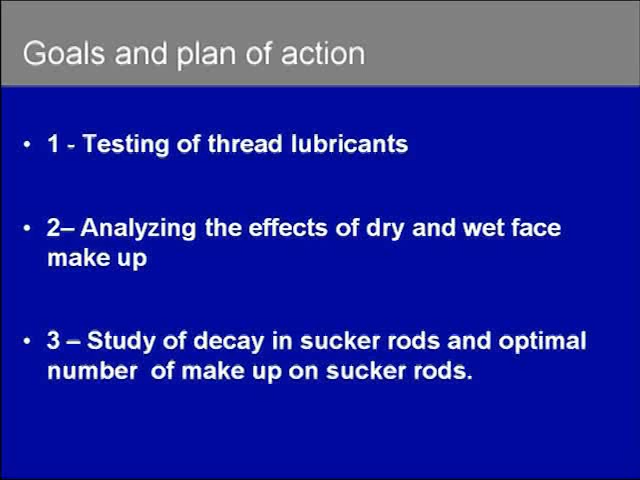 Goals and plan of action
• 1 - Testing of thread lubricants
• 2– Analyzing the effects of dry and wet face
make up
• 3 – Study of decay in sucker rods and optimal
number of make up on sucker rods.